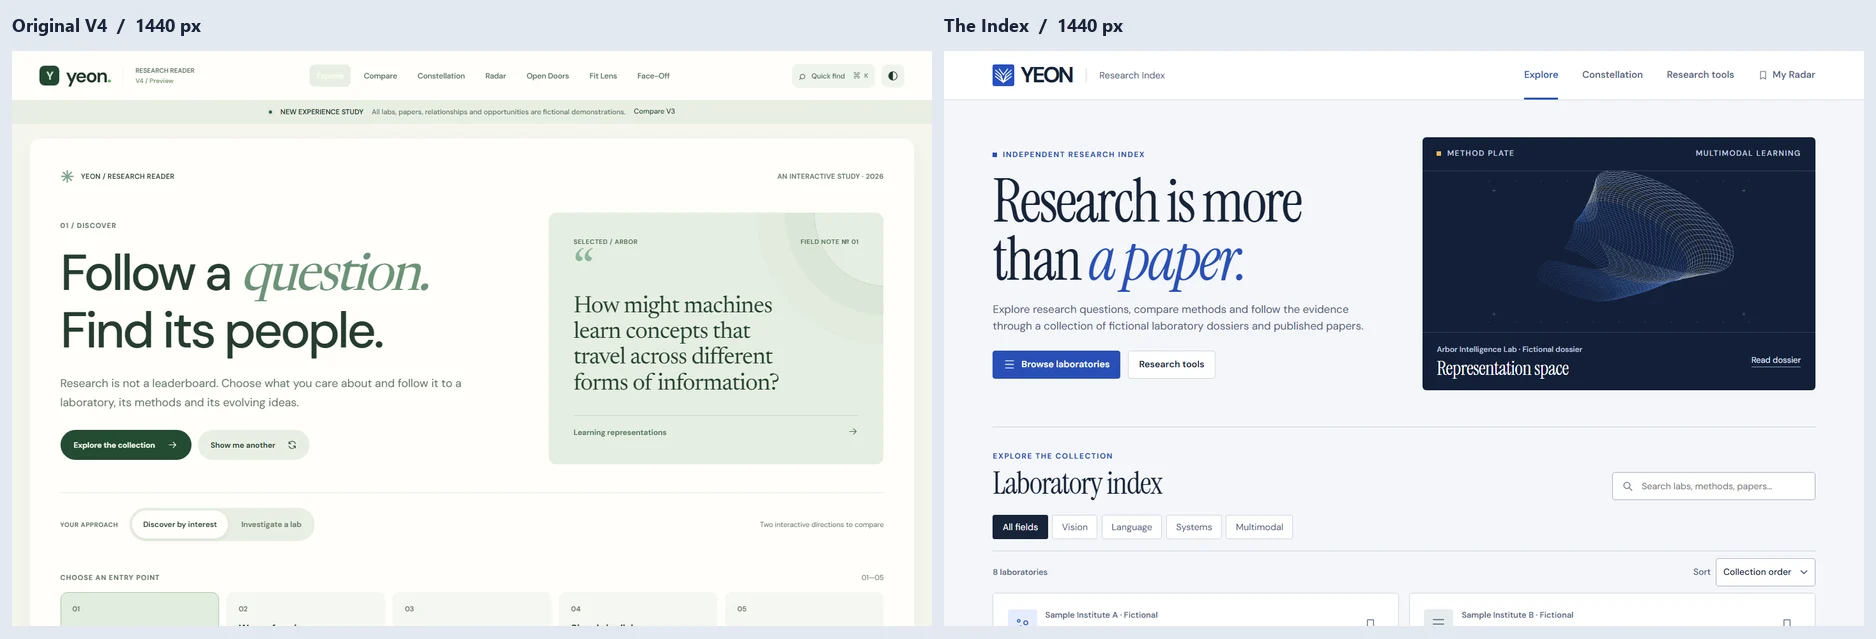 Original V4 / 1440 px
Y yeon.
RESEARCH READER
V4 / Preview
Explore
Compare
Constellation
Radar
Open Doors
Fit Lens
Face-Off
Quick find ⌘ K
NEW EXPERIENCE STUDY All labs, papers, relationships and opportunities are fictional demonstrations. Compare V3
YEON / RESEARCH READER
AN INTERACTIVE STUDY · 2026
01 / DISCOVER
Follow a question.
Find its people.
Research is not a leaderboard. Choose what you care about and follow it to a
laboratory, its methods and its evolving ideas.
Explore the collection →
Show me another
SELECTED / ARBOR
FIELD NOTE № 01
“
How might machines
learn concepts that
travel across different
forms of information?
Learning representations →
YOUR APPROACH
Discover by interest
Investigate a lab
Two interactive directions to compare
CHOOSE AN ENTRY POINT
01—05
01
02
03
04
05
The Index / 1440 px
YEON
Research Index
Explore
Constellation
Research tools
My Radar
INDEPENDENT RESEARCH INDEX
Research is more
than a paper.
Explore research questions, compare methods and follow the evidence
through a collection of fictional laboratory dossiers and published papers.
Browse laboratories
Research tools
METHOD PLATE
MULTIMODAL LEARNING
Arbor Intelligence Lab · Fictional dossier
Representation space
Read dossier
EXPLORE THE COLLECTION
Laboratory index
Search labs, methods, papers...
All fields
Vision
Language
Systems
Multimodal
8 laboratories
Sort
Collection order
Sample Institute A · Fictional
Sample Institute B · Fictional